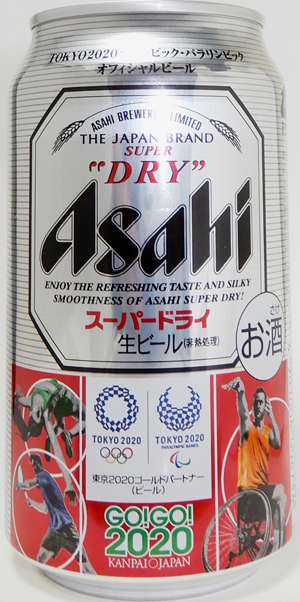 TOKYO2020 ピック・パラリンピック
オフィシャルビール
ASAHI BREWERIES LIMITED
THE JAPAN BRAND
SUPER
"DRY"
Asahi
ENJOY THE REFRESHING TASTE AND SILKY
SMOOTHNESS OF ASAHI SUPER DRY!
スーパードライ
生ビール(非熱処理)
さけ
お酒
TOKYO 2020
TOKYO 2020
PARALYMPIC GAMES
東京2020ゴールドパートナー
(ビール)
GO!GO!
2020
KANPAI JAPAN